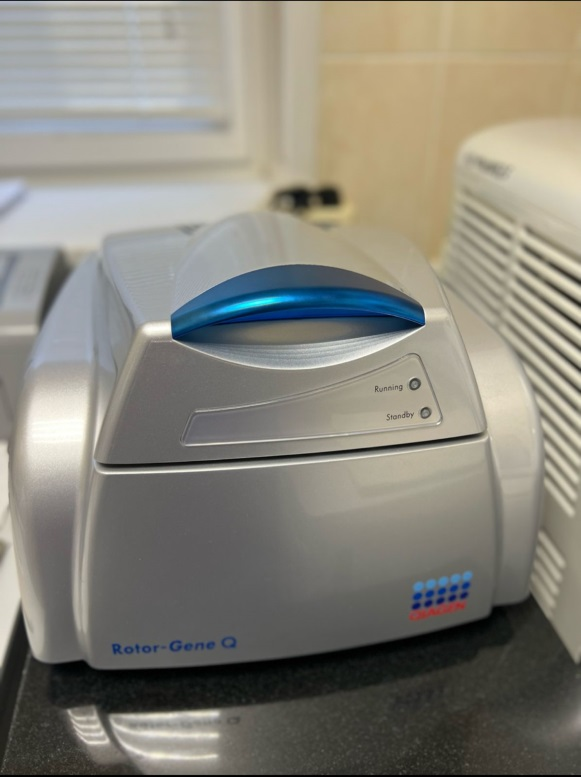 Running
Standby
QIAGEN
Rotor-Gene Q